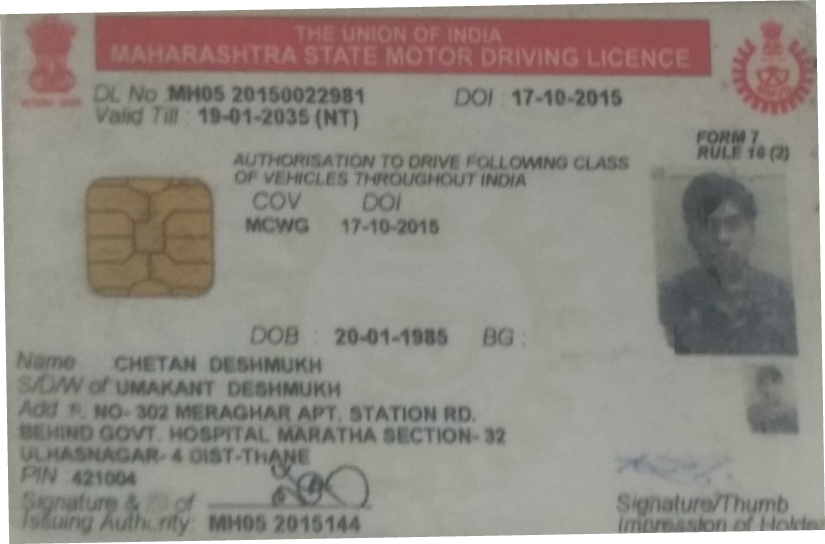 THE UNION OF INDIA
MAHARASHTRA STATE MOTOR DRIVING LICENCE
DL No MH05 20150022981 DOI : 17-10-2015
Valid Till : 19-01-2035 (NT)
FORM 7
RULE 16 (2)
AUTHORISATION TO DRIVE FOLLOWING CLASS
OF VEHICLES THROUGHOUT INDIA
COV DOI
MCWG 17-10-2015
DOB : 20-01-1985 BG :
Name CHETAN DESHMUKH
S/D/W of UMAKANT DESHMUKH
Add F. NO- 302 MERAGHAR APT. STATION RD.
BEHIND GOVT. HOSPITAL MARATHA SECTION- 32
ULHASNAGAR- 4 DIST-THANE
PIN : 421004
Signature & ID of
Issuing Authority: MH05 2015144
Signature/Thumb
Impression of Holde